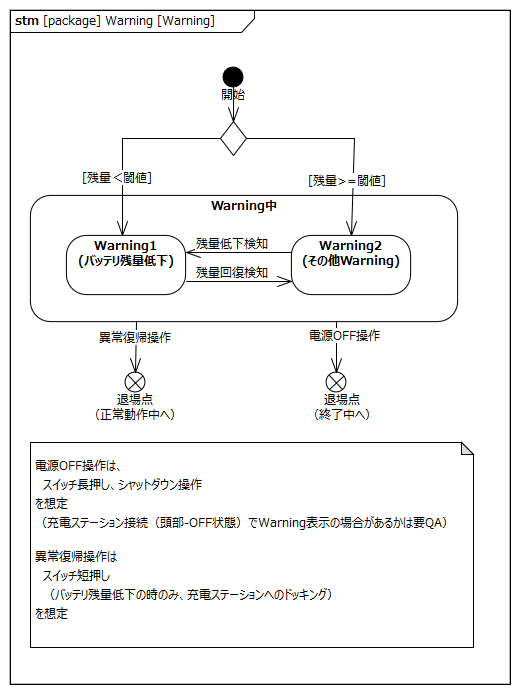 stm [package] Warning [Warning]
開始
[残量＜閾値]
[残量>=閾値]
Warning中
Warning1
(バッテリ残量低下)
Warning2
(その他Warning)
残量低下検知
残量回復検知
異常復帰操作
電源OFF操作
退場点
（正常動作中へ）
退場点
（終了中へ）
電源OFF操作は、
スイッチ長押し、シャットダウン操作
を想定
（充電ステーション接続（頭部-OFF状態）でWarning表示の場合があるかは要QA）
異常復帰操作は
スイッチ短押し
（バッテリ残量低下の時のみ、充電ステーションへのドッキング）
を想定